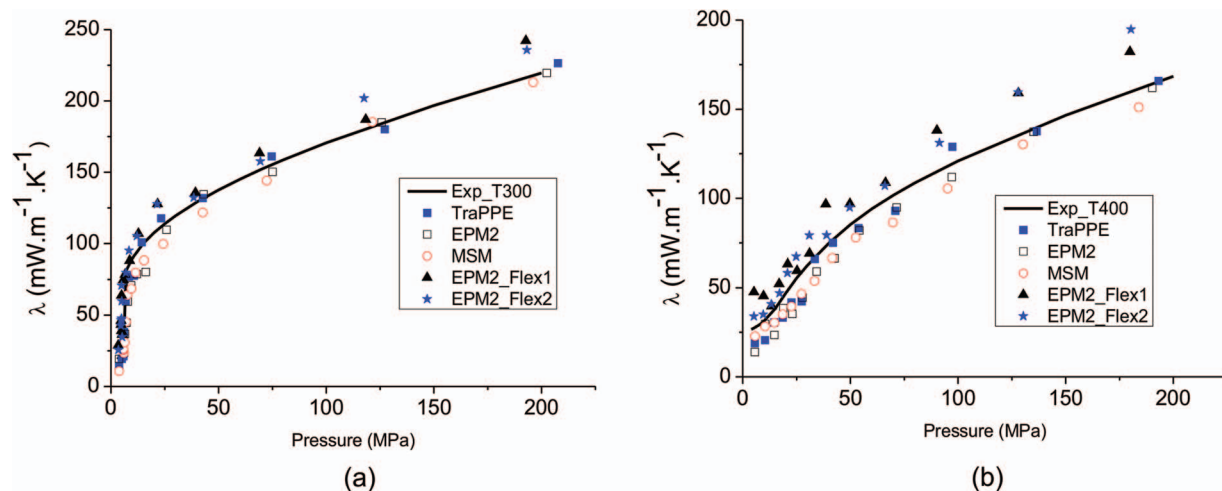 250
200
150
100
50
0
λ (mW.m⁻¹.K⁻¹)
Exp_T300
TraPPE
EPM2
MSM
EPM2_Flex1
EPM2_Flex2
0 50 100 150 200
Pressure (MPa)
(a)
200
150
100
50
0
λ (mW.m⁻¹.K⁻¹)
Exp_T400
TraPPE
EPM2
MSM
EPM2_Flex1
EPM2_Flex2
0 50 100 150 200
Pressure (MPa)
(b)